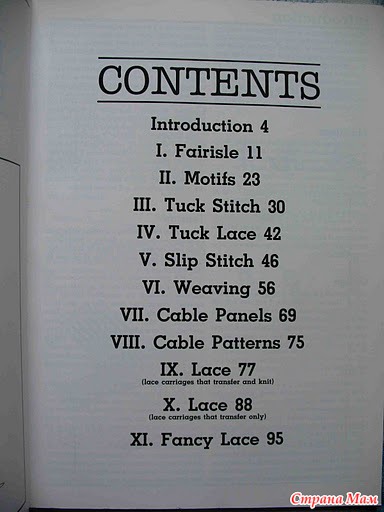 CONTENTS
Introduction 4
I. Fairisle 11
II. Motifs 23
III. Tuck Stitch 30
IV. Tuck Lace 42
V. Slip Stitch 46
VI. Weaving 56
VII. Cable Panels 69
VIII. Cable Patterns 75
IX. Lace 77
(lace carriages that transfer and knit)
X. Lace 88
(lace carriages that transfer only)
XI. Fancy Lace 95
Страна Мам